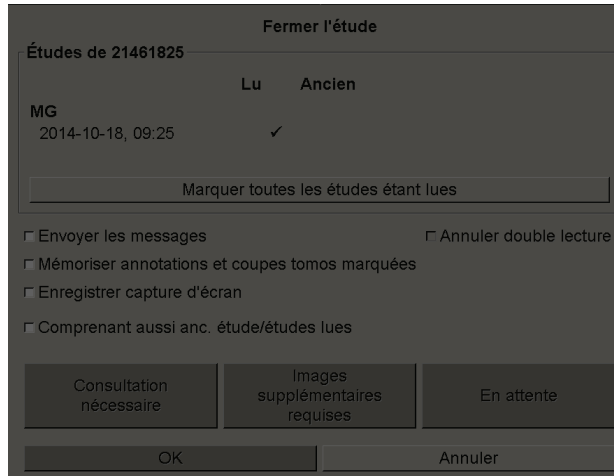 Fermer l'étude
Études de 21461825
Lu Ancien
MG
2014-10-18, 09:25 ✓
Marquer toutes les études étant lues
Envoyer les messages
Annuler double lecture
Mémoriser annotations et coupes tomos marquées
Enregistrer capture d'écran
Comprenant aussi anc. étude/études lues
Consultation
nécessaire
Images
supplémentaires
requises
En attente
OK
Annuler